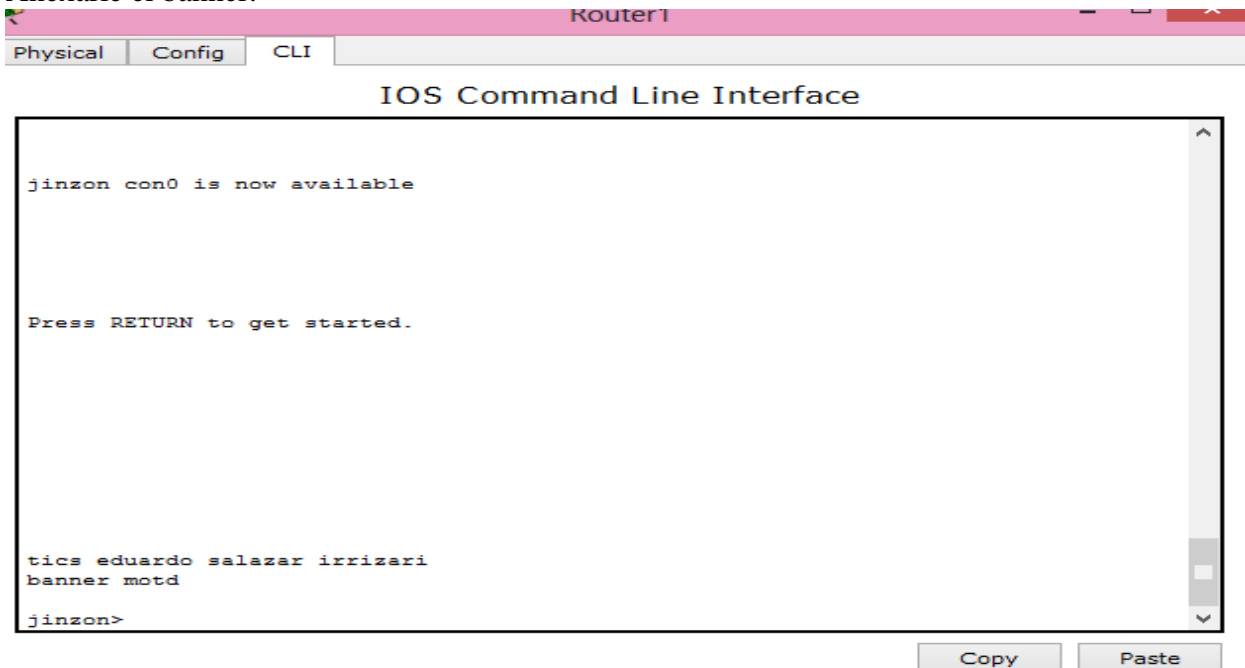 Router1
Physical Config CLI
IOS Command Line Interface
jinzon con0 is now available
Press RETURN to get started.
tics eduardo salazar irrizari
banner motd
jinzon>
Copy Paste